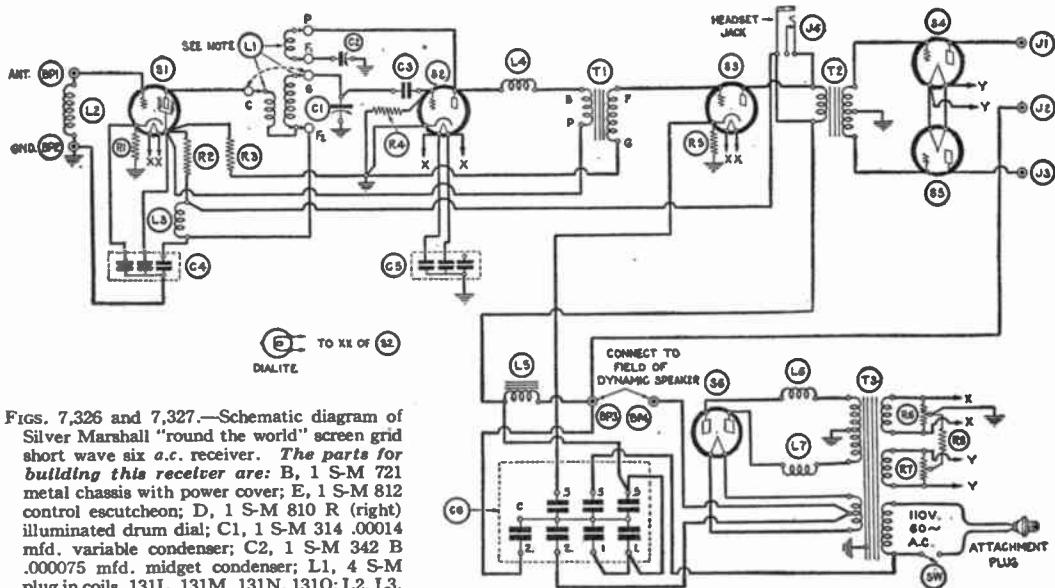 HEADSET JACK
J4
S4
J1
SEE NOTE
L1
P
C2
ANT.
BP1
S1
C
G
C3
S2
L4
T1
B
F
P
G
S3
T2
Y
J2
L2
C1
F2
GND.
BP2
R1
XX
R2
R3
R4
X
X
R5
XX
Y
S5
J3
L3
C4
C5
DIALITE
TO XX OF S2
CONNECT TO
FIELD OF
DYNAMIC SPEAKER
L5
BP3
BP4
S6
L6
L7
T3
R6
X
X
R8
R7
Y
Y
C6
C
.5
.5
.5
2.
2.
1
110V.
60~
A.C.
ATTACHMENT
PLUG
SW
FIGS. 7,326 and 7,327.—Schematic diagram of
Silver Marshall "round the world" screen grid
short wave six a.c. receiver. The parts for
building this receiver are: B, 1 S-M 721
metal chassis with power cover; E, 1 S-M 812
control escutcheon; D, 1 S-M 810 R (right)
illuminated drum dial; C1, 1 S-M 314 .00014
mfd. variable condenser; C2, 1 S-M 342 B
.000075 mfd. midget condenser; L1, 4 S-M
plug in coils, 131L, 131M, 131N, 131O; L2, L3,